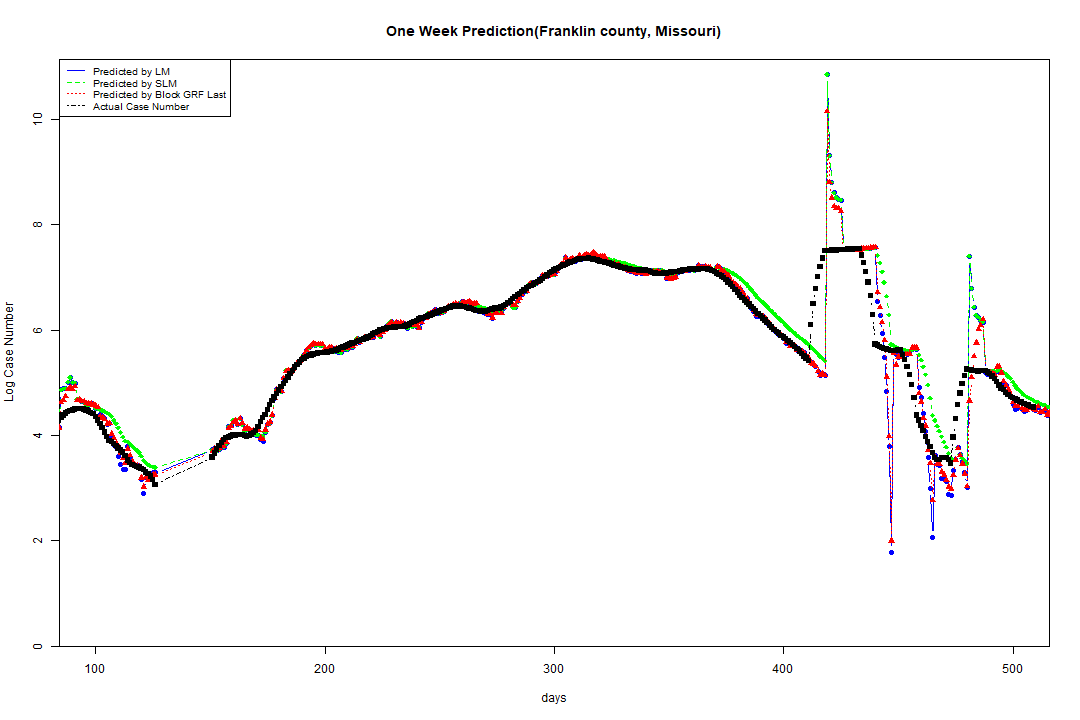 One Week Prediction(Franklin county, Missouri)
Predicted by LM
Predicted by SLM
Predicted by Block GRF Last
Actual Case Number
Log Case Number
10
8
6
4
2
0
100 200 300 400 500
days